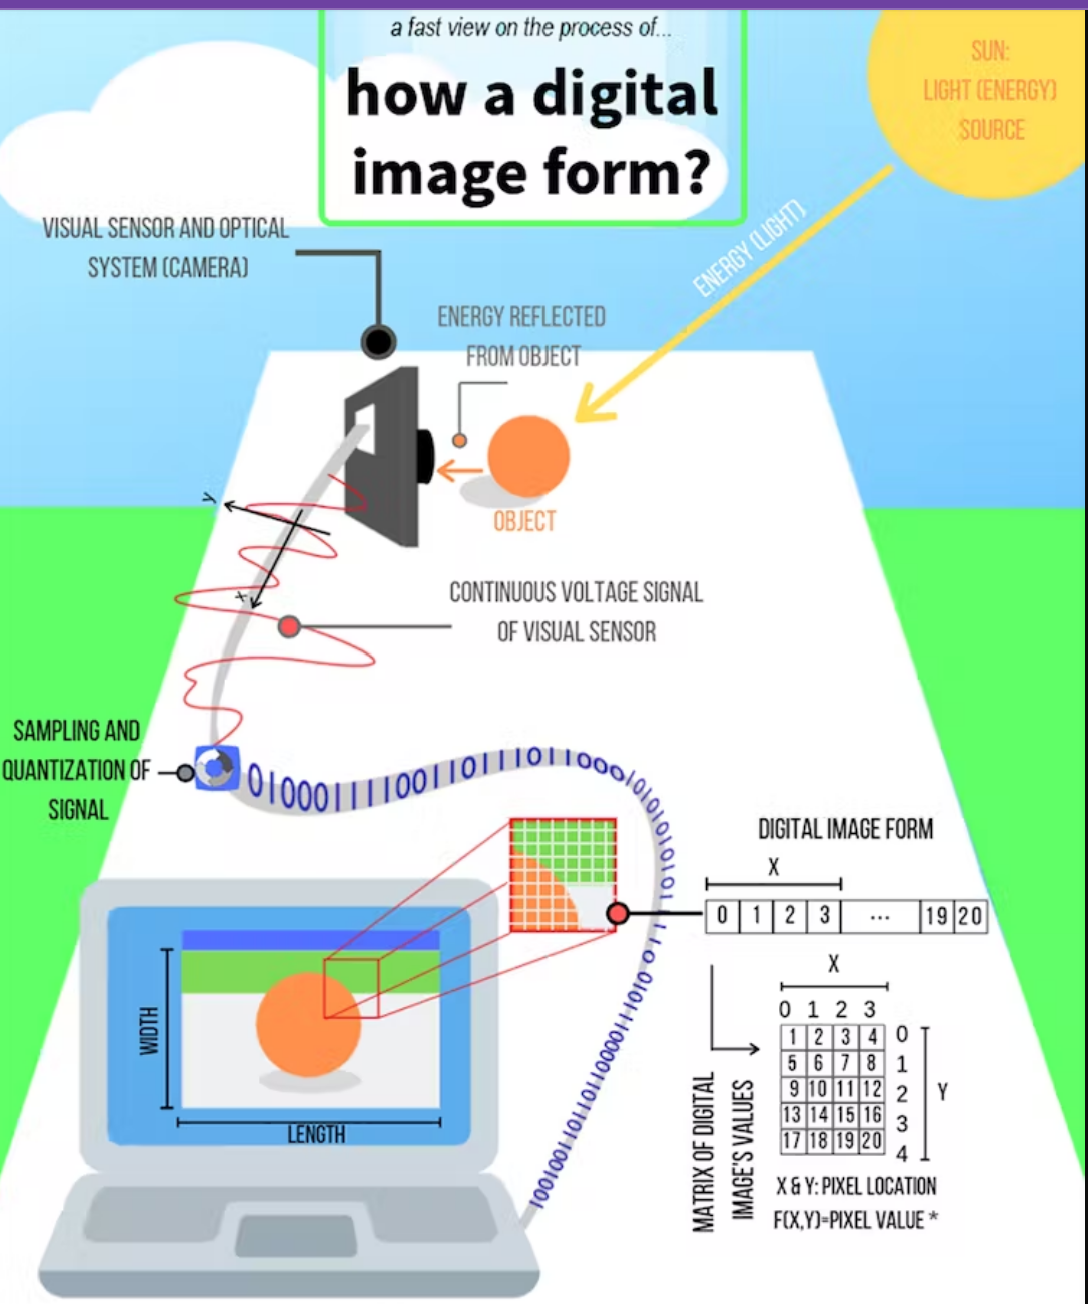 a fast view on the process of...
how a digital
image form?
SUN:
LIGHT (ENERGY)
SOURCE
ENERGY (LIGHT)
VISUAL SENSOR AND OPTICAL
SYSTEM (CAMERA)
ENERGY REFLECTED
FROM OBJECT
OBJECT
y
x
CONTINUOUS VOLTAGE SIGNAL
OF VISUAL SENSOR
SAMPLING AND
QUANTIZATION OF
SIGNAL
DIGITAL IMAGE FORM
X
0 1 2 3 ... 19 20
X
0 1 2 3
1 2 3 4 0
5 6 7 8 1
9 10 11 12 2
13 14 15 16 3
17 18 19 20 4
Y
MATRIX OF DIGITAL
IMAGE'S VALUES
X & Y: PIXEL LOCATION
F(X,Y)=PIXEL VALUE *
WIDTH
LENGTH